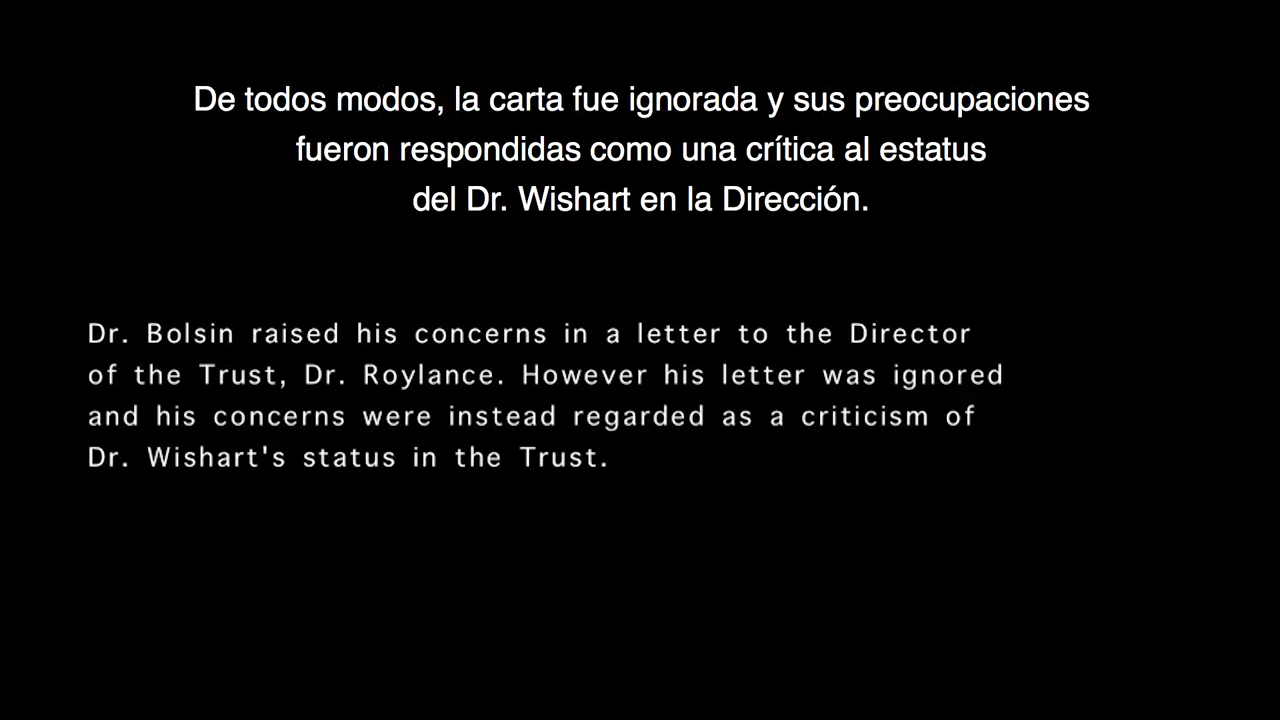 De todos modos, la carta fue ignorada y sus preocupaciones
fueron respondidas como una crítica al estatus
del Dr. Wishart en la Dirección.
Dr. Bolsin raised his concerns in a letter to the Director
of the Trust, Dr. Roylance. However his letter was ignored
and his concerns were instead regarded as a criticism of
Dr. Wishart's status in the Trust.